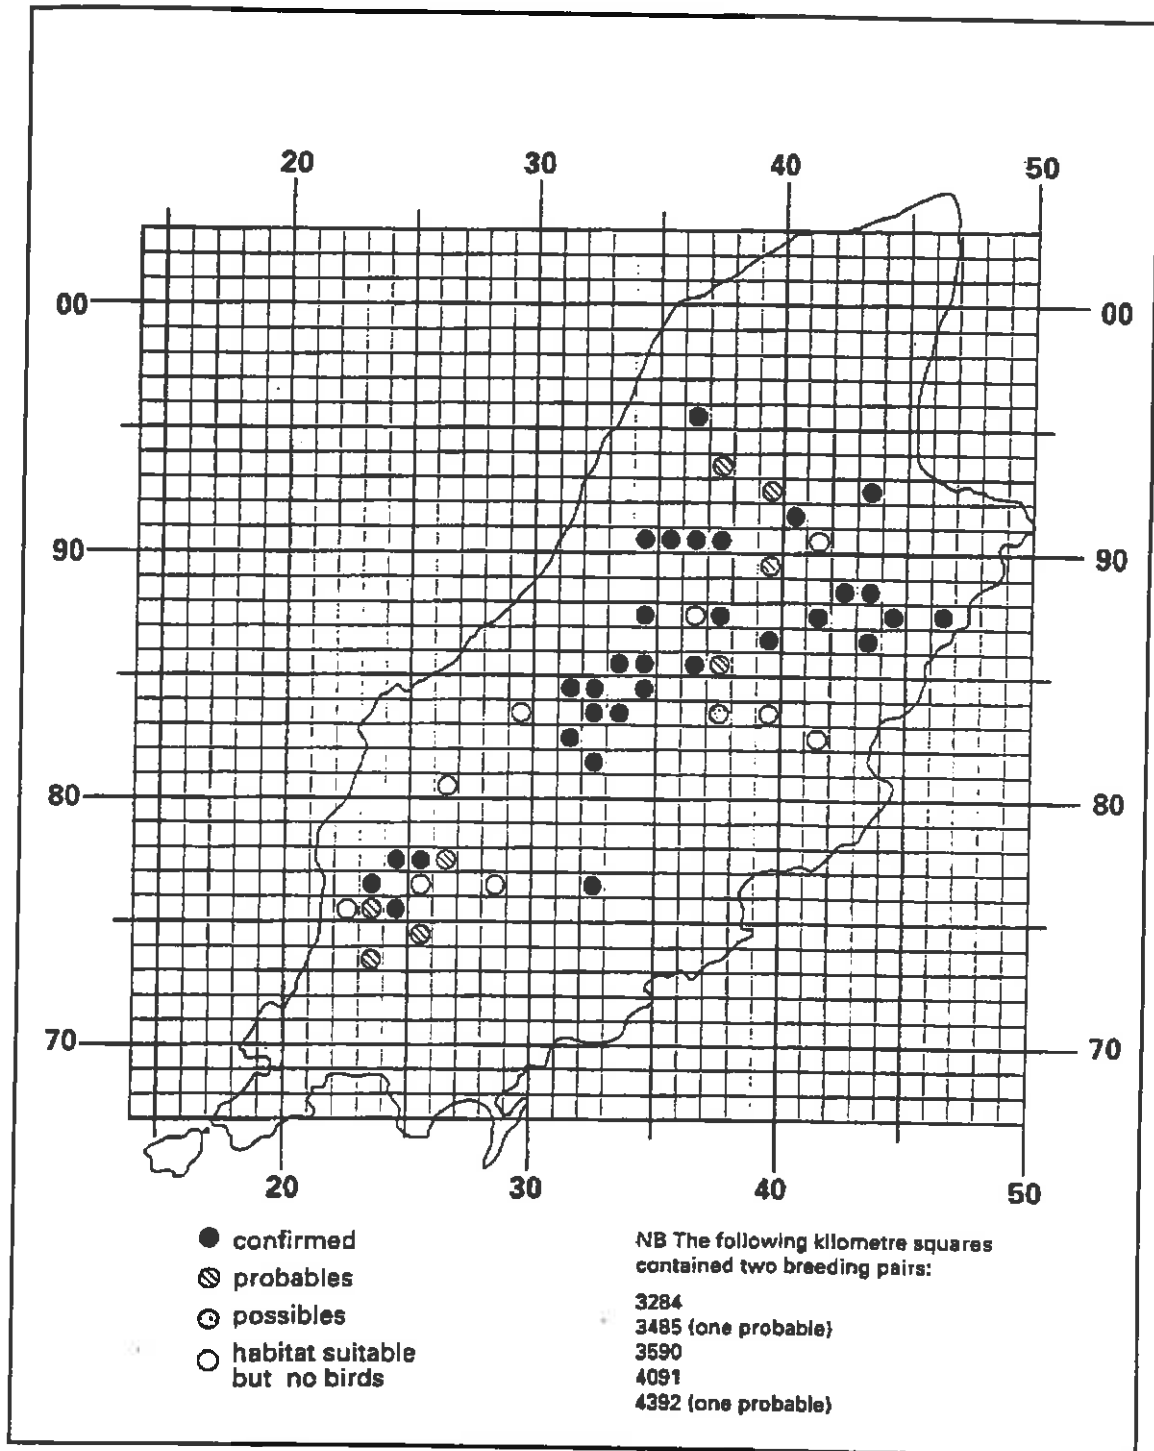 20 30 40 50
00 00
90 90
80 80
70 70
20 30 40 50
confirmed
probables
possibles
habitat suitable
but no birds
NB The following kilometre squares
contained two breeding pairs:
3284
3485 (one probable)
3590
4091
4392 (one probable)